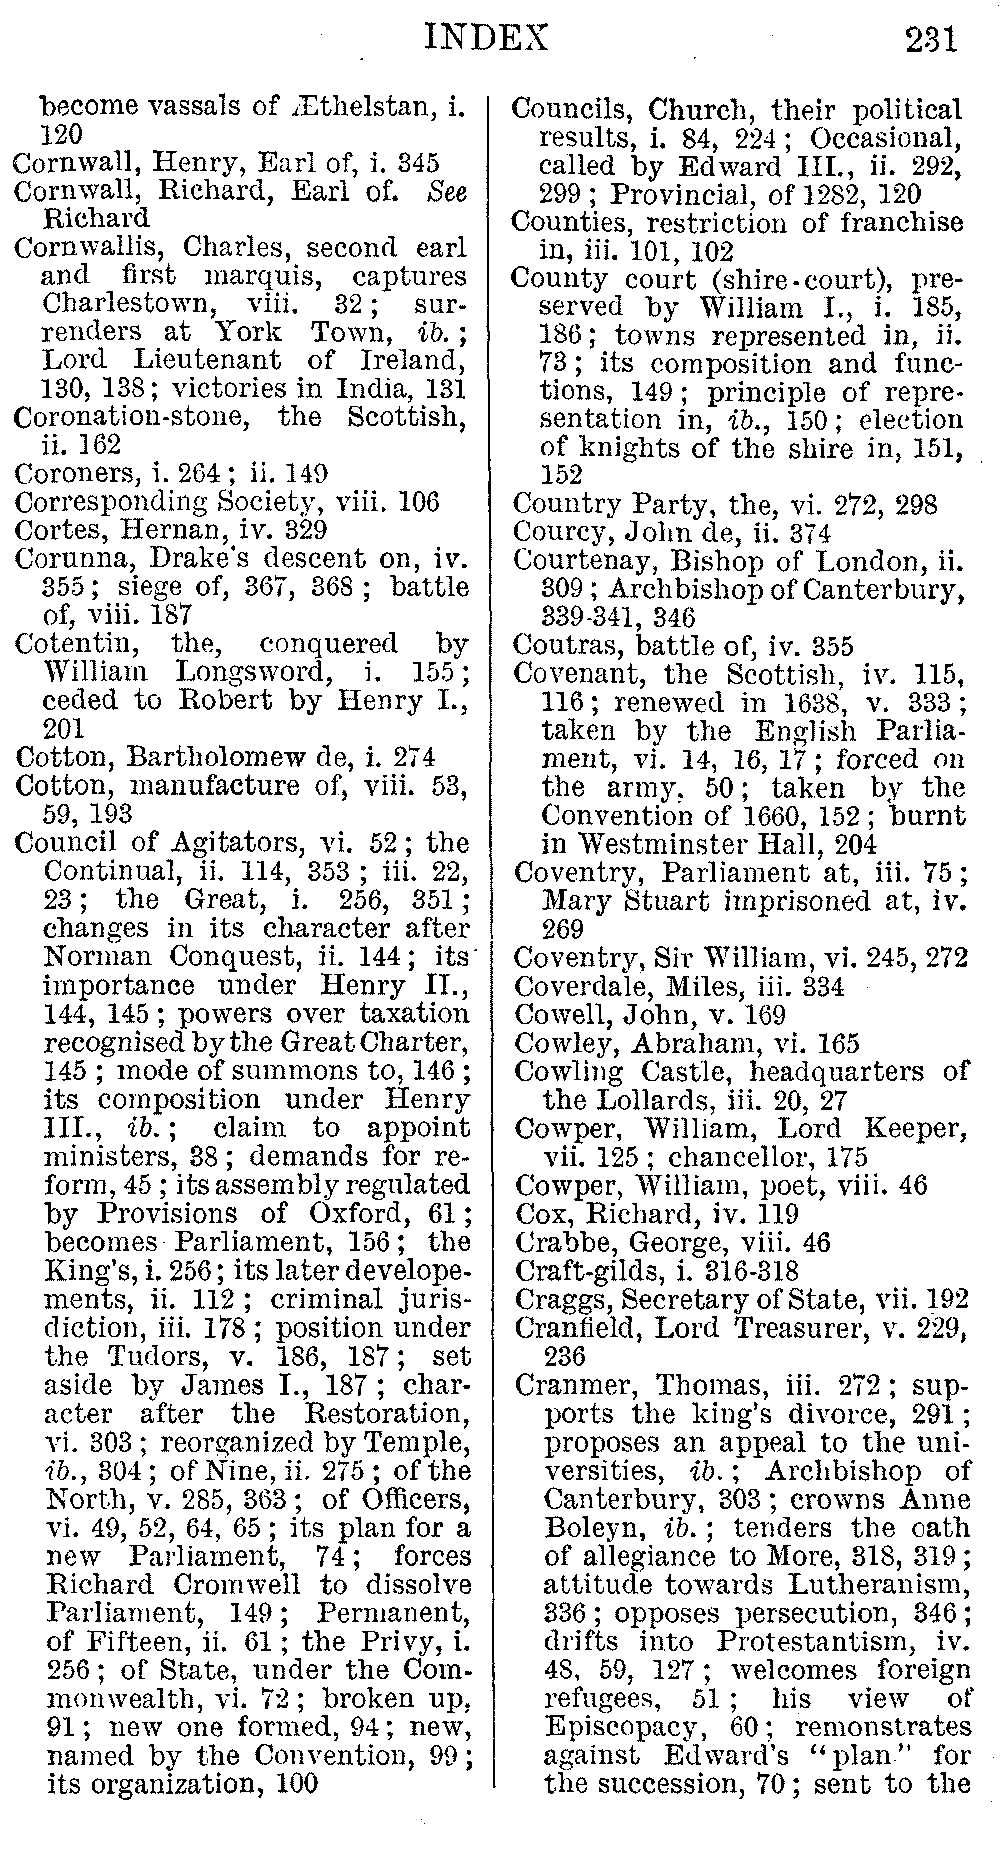 INDEX 231
become vassals of Æthelstan, i.
120
Cornwall, Henry, Earl of, i. 345
Cornwall, Richard, Earl of. See
Richard
Cornwallis, Charles, second earl
and first marquis, captures
Charlestown, viii. 32; sur-
renders at York Town, ib.;
Lord Lieutenant of Ireland,
130, 138; victories in India, 131
Coronation-stone, the Scottish,
ii. 162
Coroners, i. 264; ii. 149
Corresponding Society, viii. 106
Cortes, Hernan, iv. 329
Corunna, Drake's descent on, iv.
355; siege of, 367, 368; battle
of, viii. 187
Cotentin, the, conquered by
William Longsword, i. 155;
ceded to Robert by Henry I.,
201
Cotton, Bartholomew de, i. 274
Cotton, manufacture of, viii. 53,
59, 193
Council of Agitators, vi. 52; the
Continual, ii. 114, 353; iii. 22,
23; the Great, i. 256, 351;
changes in its character after
Norman Conquest, ii. 144; its
importance under Henry II.,
144, 145; powers over taxation
recognised by the Great Charter,
145; mode of summons to, 146;
its composition under Henry
III., ib.; claim to appoint
ministers, 38; demands for re-
form, 45; its assembly regulated
by Provisions of Oxford, 61;
becomes Parliament, 156; the
King's, i. 256; its later develope-
ments, ii. 112; criminal juris-
diction, iii. 178; position under
the Tudors, v. 186, 187; set
aside by James I., 187; char-
acter after the Restoration,
vi. 303; reorganized by Temple,
ib., 304; of Nine, ii. 275; of the
North, v. 285, 363; of Officers,
vi. 49, 52, 64, 65; its plan for a
new Parliament, 74; forces
Richard Cromwell to dissolve
Parliament, 149; Permanent,
of Fifteen, ii. 61; the Privy, i.
256; of State, under the Com-
monwealth, vi. 72; broken up,
91; new one formed, 94; new,
named by the Convention, 99;
its organization, 100
Councils, Church, their political
results, i. 84, 224; Occasional,
called by Edward III., ii. 292,
299; Provincial, of 1282, 120
Counties, restriction of franchise
in, iii. 101, 102
County court (shire-court), pre-
served by William I., i. 185,
186; towns represented in, ii.
73; its composition and func-
tions, 149; principle of repre-
sentation in, ib., 150; election
of knights of the shire in, 151,
152
Country Party, the, vi. 272, 298
Courcy, John de, ii. 374
Courtenay, Bishop of London, ii.
309; Archbishop of Canterbury,
339-341, 346
Coutras, battle of, iv. 355
Covenant, the Scottish, iv. 115,
116; renewed in 1638, v. 333;
taken by the English Parlia-
ment, vi. 14, 16, 17; forced on
the army, 50; taken by the
Convention of 1660, 152; burnt
in Westminster Hall, 204
Coventry, Parliament at, iii. 75;
Mary Stuart imprisoned at, iv.
269
Coventry, Sir William, vi. 245, 272
Coverdale, Miles, iii. 334
Cowell, John, v. 169
Cowley, Abraham, vi. 165
Cowling Castle, headquarters of
the Lollards, iii. 20, 27
Cowper, William, Lord Keeper,
vii. 125; chancellor, 175
Cowper, William, poet, viii. 46
Cox, Richard, iv. 119
Crabbe, George, viii. 46
Craft-gilds, i. 316-318
Craggs, Secretary of State, vii. 192
Cranfield, Lord Treasurer, v. 229,
236
Cranmer, Thomas, iii. 272; sup-
ports the king's divorce, 291;
proposes an appeal to the uni-
versities, ib.; Archbishop of
Canterbury, 303; crowns Anne
Boleyn, ib.; tenders the oath
of allegiance to More, 318, 319;
attitude towards Lutheranism,
336; opposes persecution, 346;
drifts into Protestantism, iv.
48, 59, 127; welcomes foreign
refugees, 51; his view of
Episcopacy, 60; remonstrates
against Edward's "plan" for
the succession, 70; sent to the